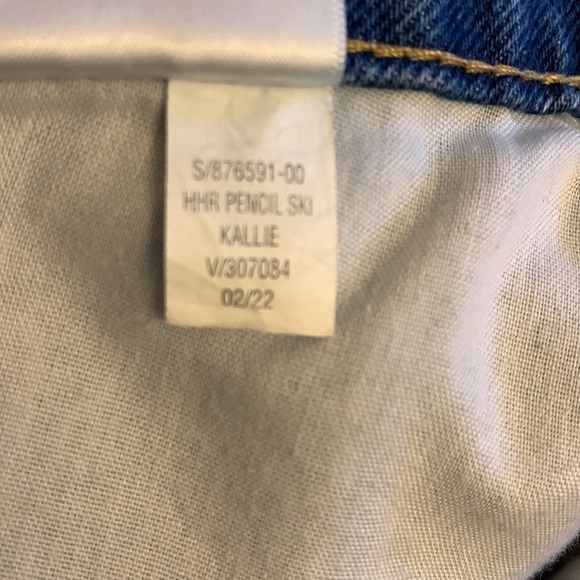 S/876591-00
HHR PENCIL SKI
KALLIE
V/307084
02/22